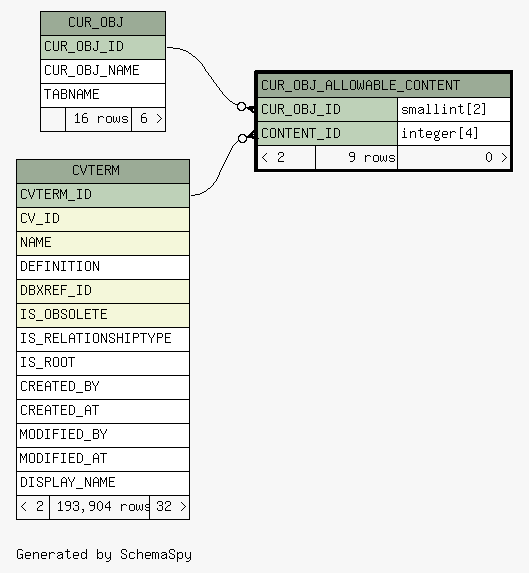 CUR_OBJ
CUR_OBJ_ID
CUR_OBJ_NAME
TABNAME
16 rows 6 >
CUR_OBJ_ALLOWABLE_CONTENT
CUR_OBJ_ID smallint[2]
CONTENT_ID integer[4]
< 2 9 rows 0 >
CVTERM
CVTERM_ID
CV_ID
NAME
DEFINITION
DBXREF_ID
IS_OBSOLETE
IS_RELATIONSHIPTYPE
IS_ROOT
CREATED_BY
CREATED_AT
MODIFIED_BY
MODIFIED_AT
DISPLAY_NAME
< 2 193,904 rows 32 >
Generated by SchemaSpy